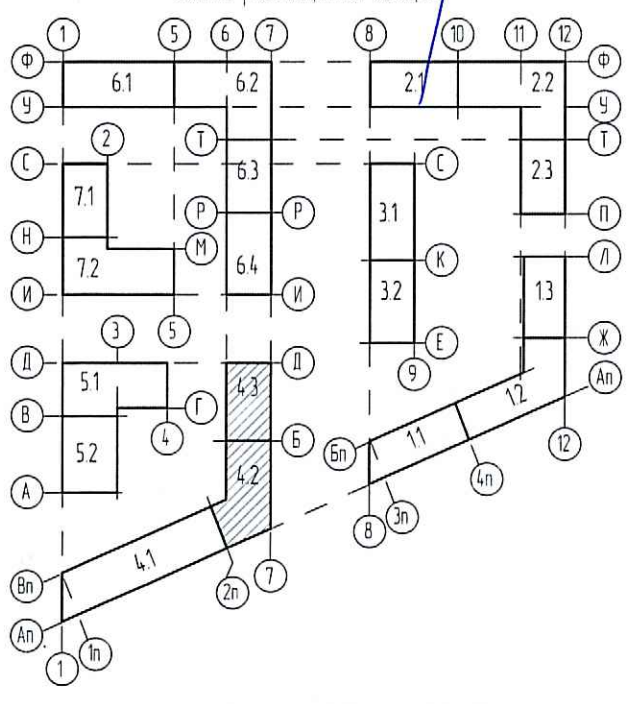 1 5 6 7 8 10 11 12
Ф 6.1 6.2 2.1 2.2 Ф
У У
Т Т
С 2 6.3 С 2.3
7.1 Р Р 3.1 П
Н М К Л
7.2 6.4 1.3
И И 3.2
3 5 Е Ж
Д Д 9
5.1 4.3 Ап
В Г 1.2
4 Б Бп 1.1 12
5.2 4.2 4п
А 8 3п
4.1
Вп 2п 7
Ап 1п
1